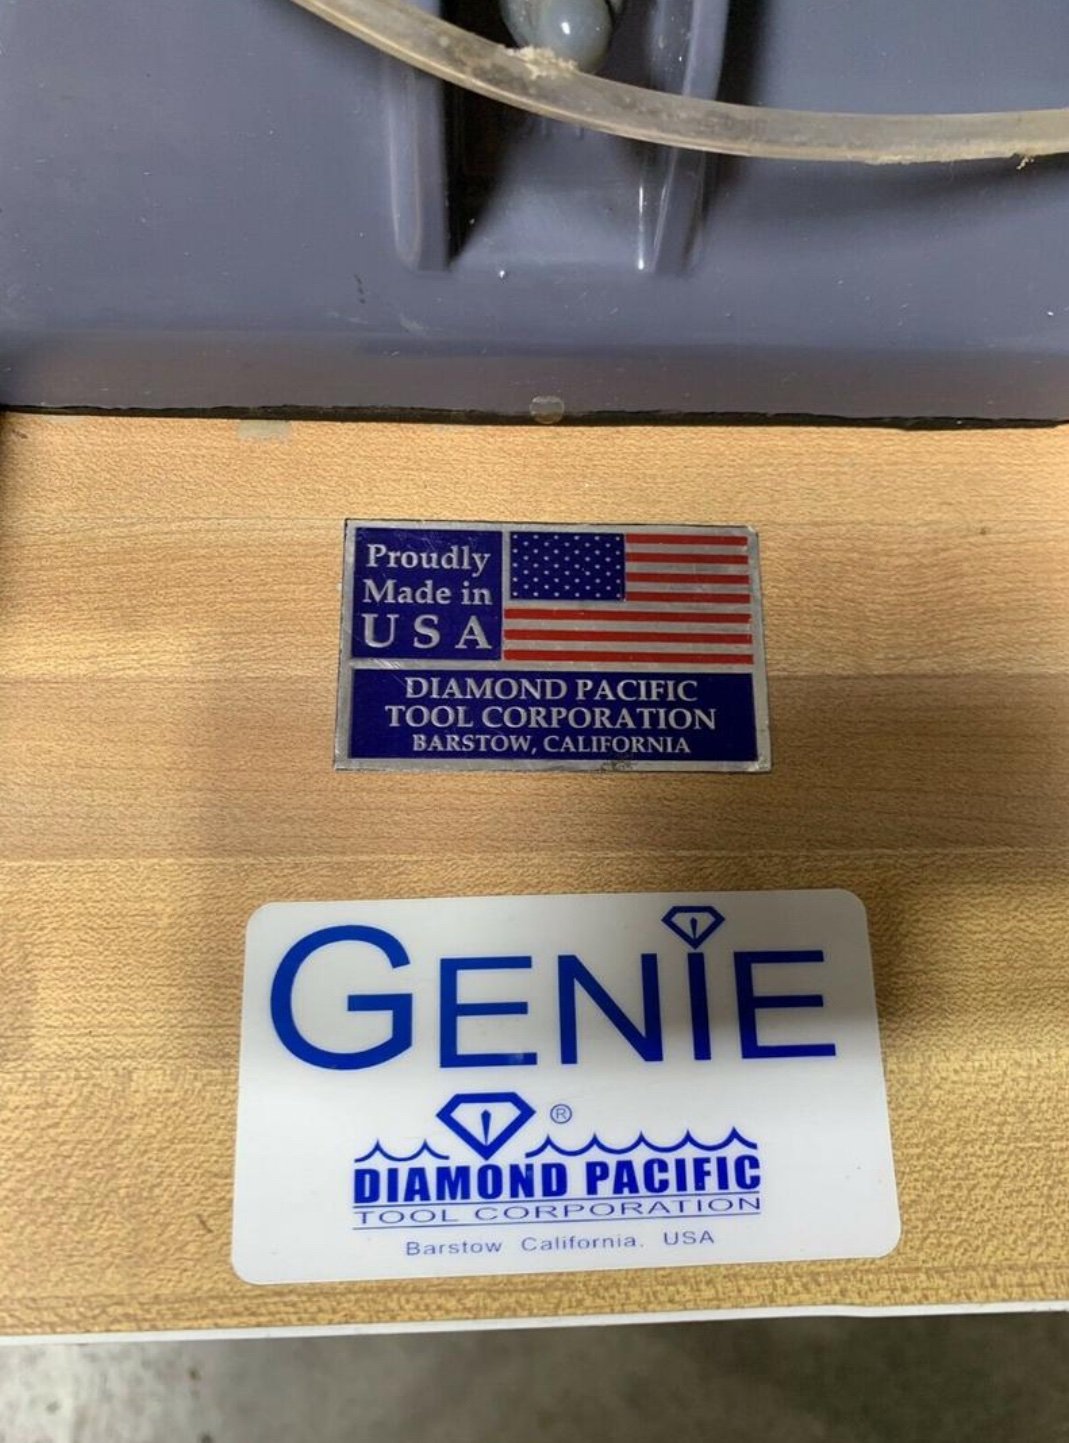 Proudly
Made in
USA
DIAMOND PACIFIC
TOOL CORPORATION
BARSTOW, CALIFORNIA
GENIE
®
DIAMOND PACIFIC
TOOL CORPORATION
Barstow California. USA